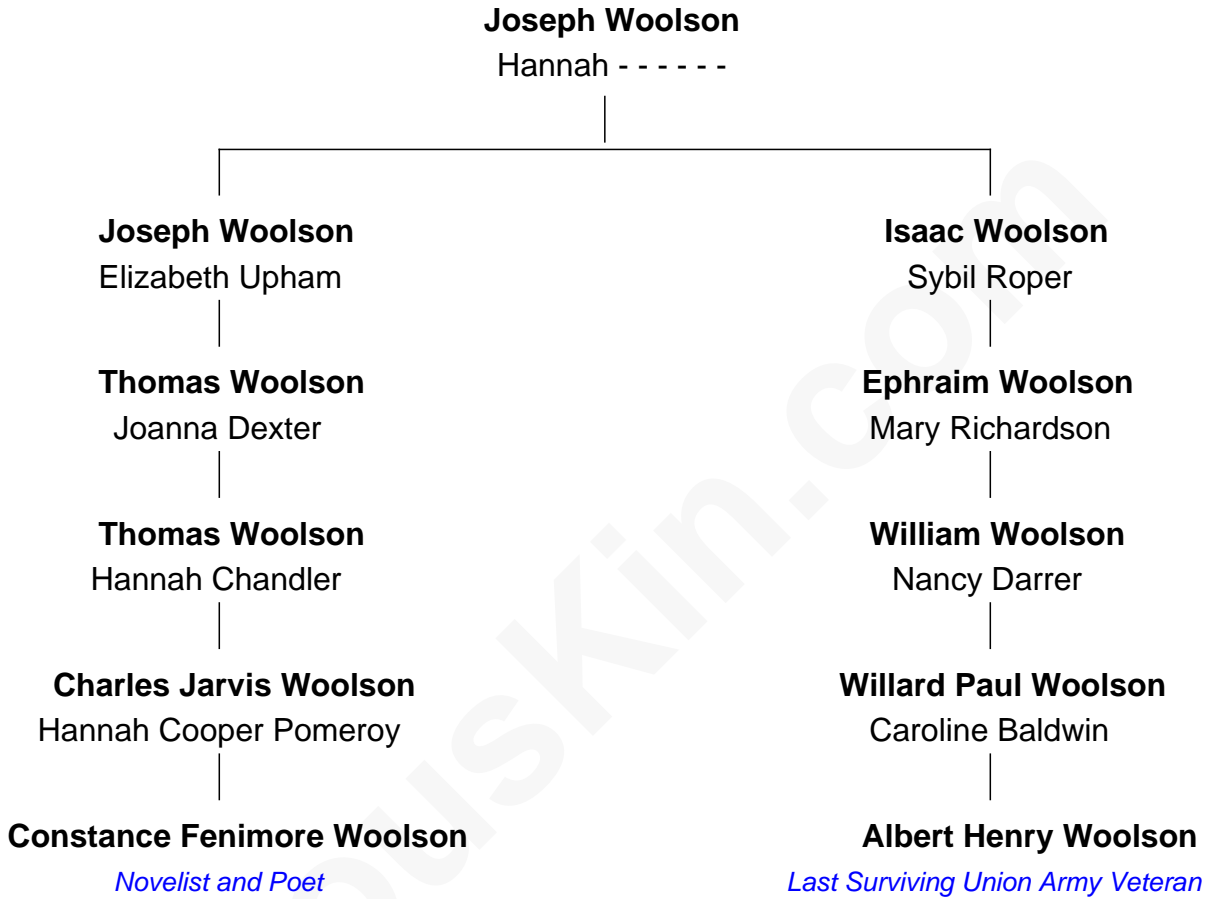 Joseph Woolson
Hannah - - - - - -
Joseph Woolson
Elizabeth Upham
Isaac Woolson
Sybil Roper
Thomas Woolson
Joanna Dexter
Ephraim Woolson
Mary Richardson
Thomas Woolson
Hannah Chandler
William Woolson
Nancy Darrer
Charles Jarvis Woolson
Hannah Cooper Pomeroy
Willard Paul Woolson
Caroline Baldwin
Constance Fenimore Woolson
Novelist and Poet
Albert Henry Woolson
Last Surviving Union Army Veteran
ouskin.com